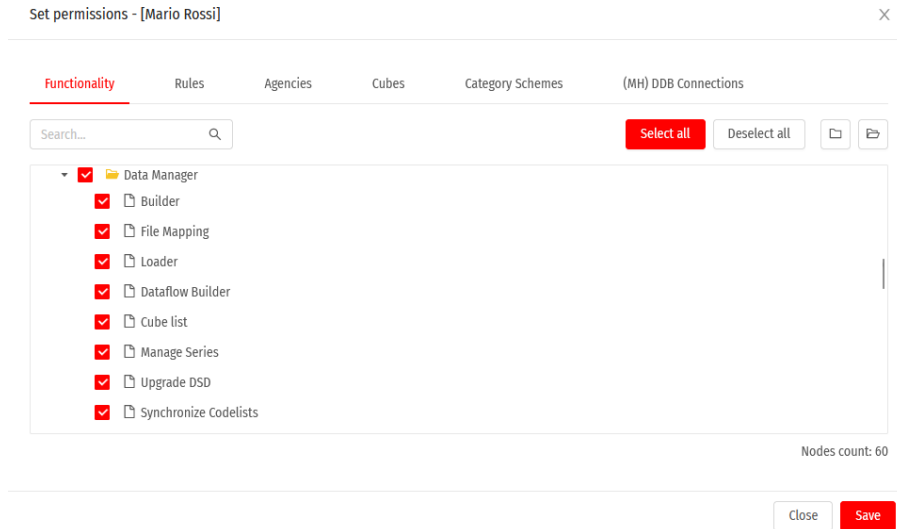 Set permissions - [Mario Rossi]
Functionality Rules Agencies Cubes Category Schemes (MH) DDB Connections
Search... Select all Deselect all
Data Manager
Builder
File Mapping
Loader
Dataflow Builder
Cube list
Manage Series
Upgrade DSD
Synchronize Codelists
Nodes count: 60
Close Save